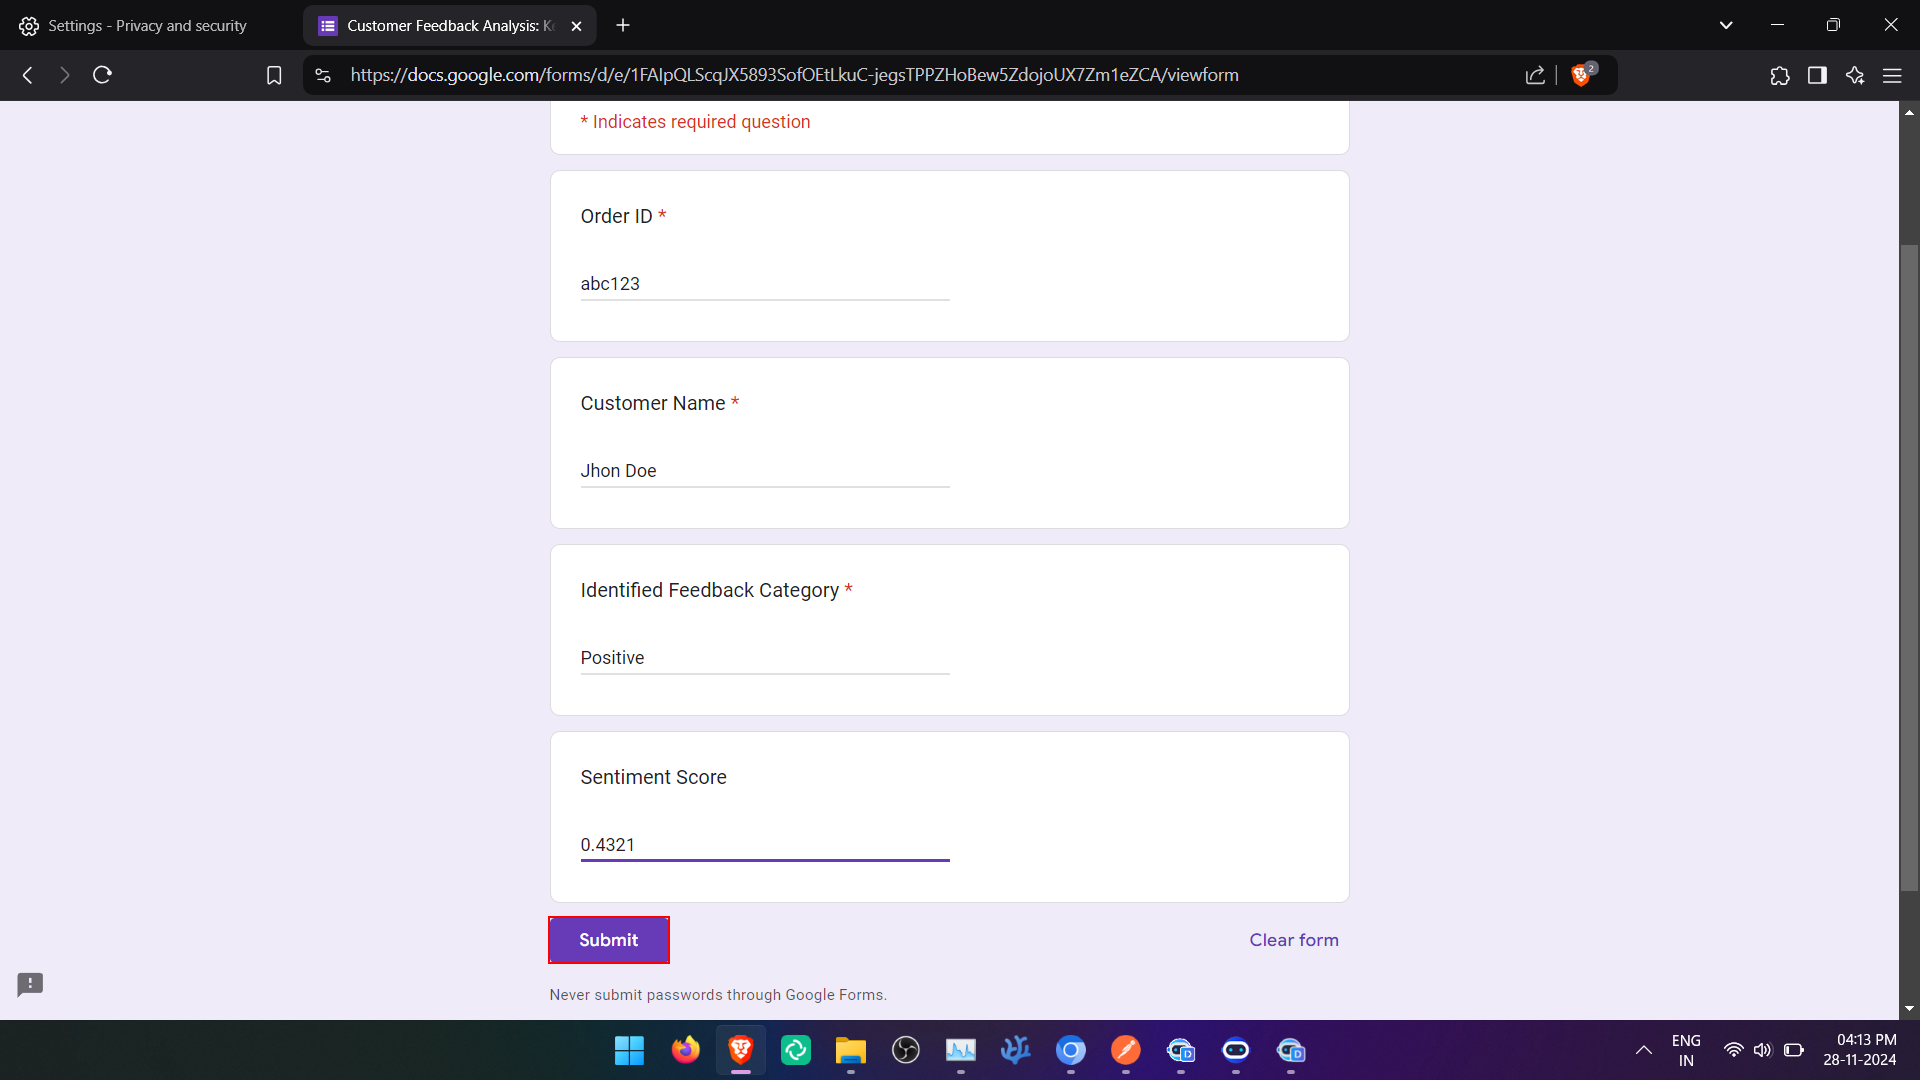 Settings - Privacy and security
Customer Feedback Analysis:
https://docs.google.com/forms/d/e/1FAIpQLScqJX5893SofOEtLkuC-jegsTPPZHoBew5ZdojoUX7Zm1eZCA/viewform
2
* Indicates required question
Order ID *
abc123
Customer Name *
Jhon Doe
Identified Feedback Category *
Positive
Sentiment Score
0.4321
Submit
Clear form
Never submit passwords through Google Forms.
ENG
IN
04:13 PM
28-11-2024